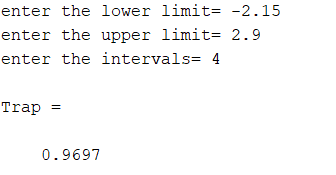 enter the lower limit= -2.15
enter the upper limit= 2.9
enter the intervals= 4
Trap =
0.9697